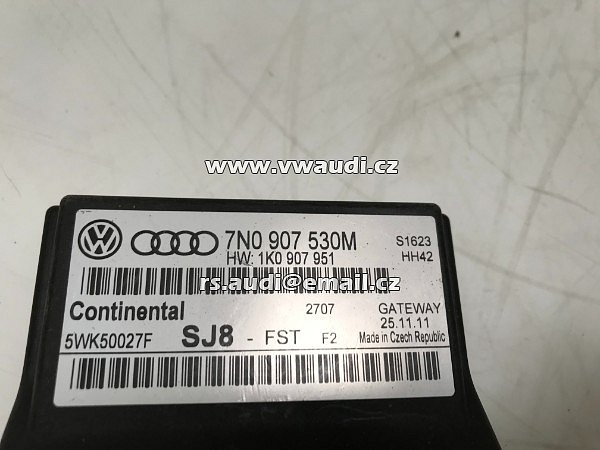 www.vwaudi.cz
7N0 907 530M
S1623
HW: 1K0 907 951
HH42
rs.audi@email.cz
Continental 2707 GATEWAY
25.11.11
5WK50027F SJ8 - FST F2 Made in Czech Republic